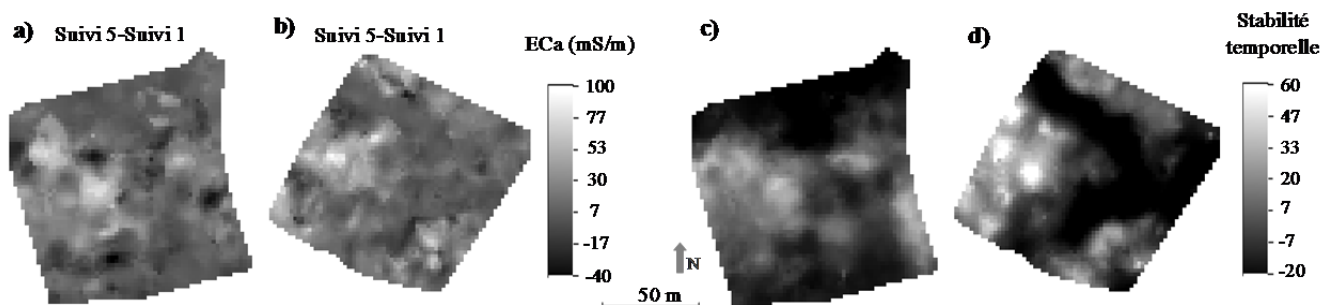 a) Suivi 5-Suivi 1
b) Suivi 5-Suivi 1
ECa (mS/m)
100
77
53
30
7
-17
-40
c)
N
50 m
d)
Stabilité
temporelle
60
47
33
20
7
-7
-20